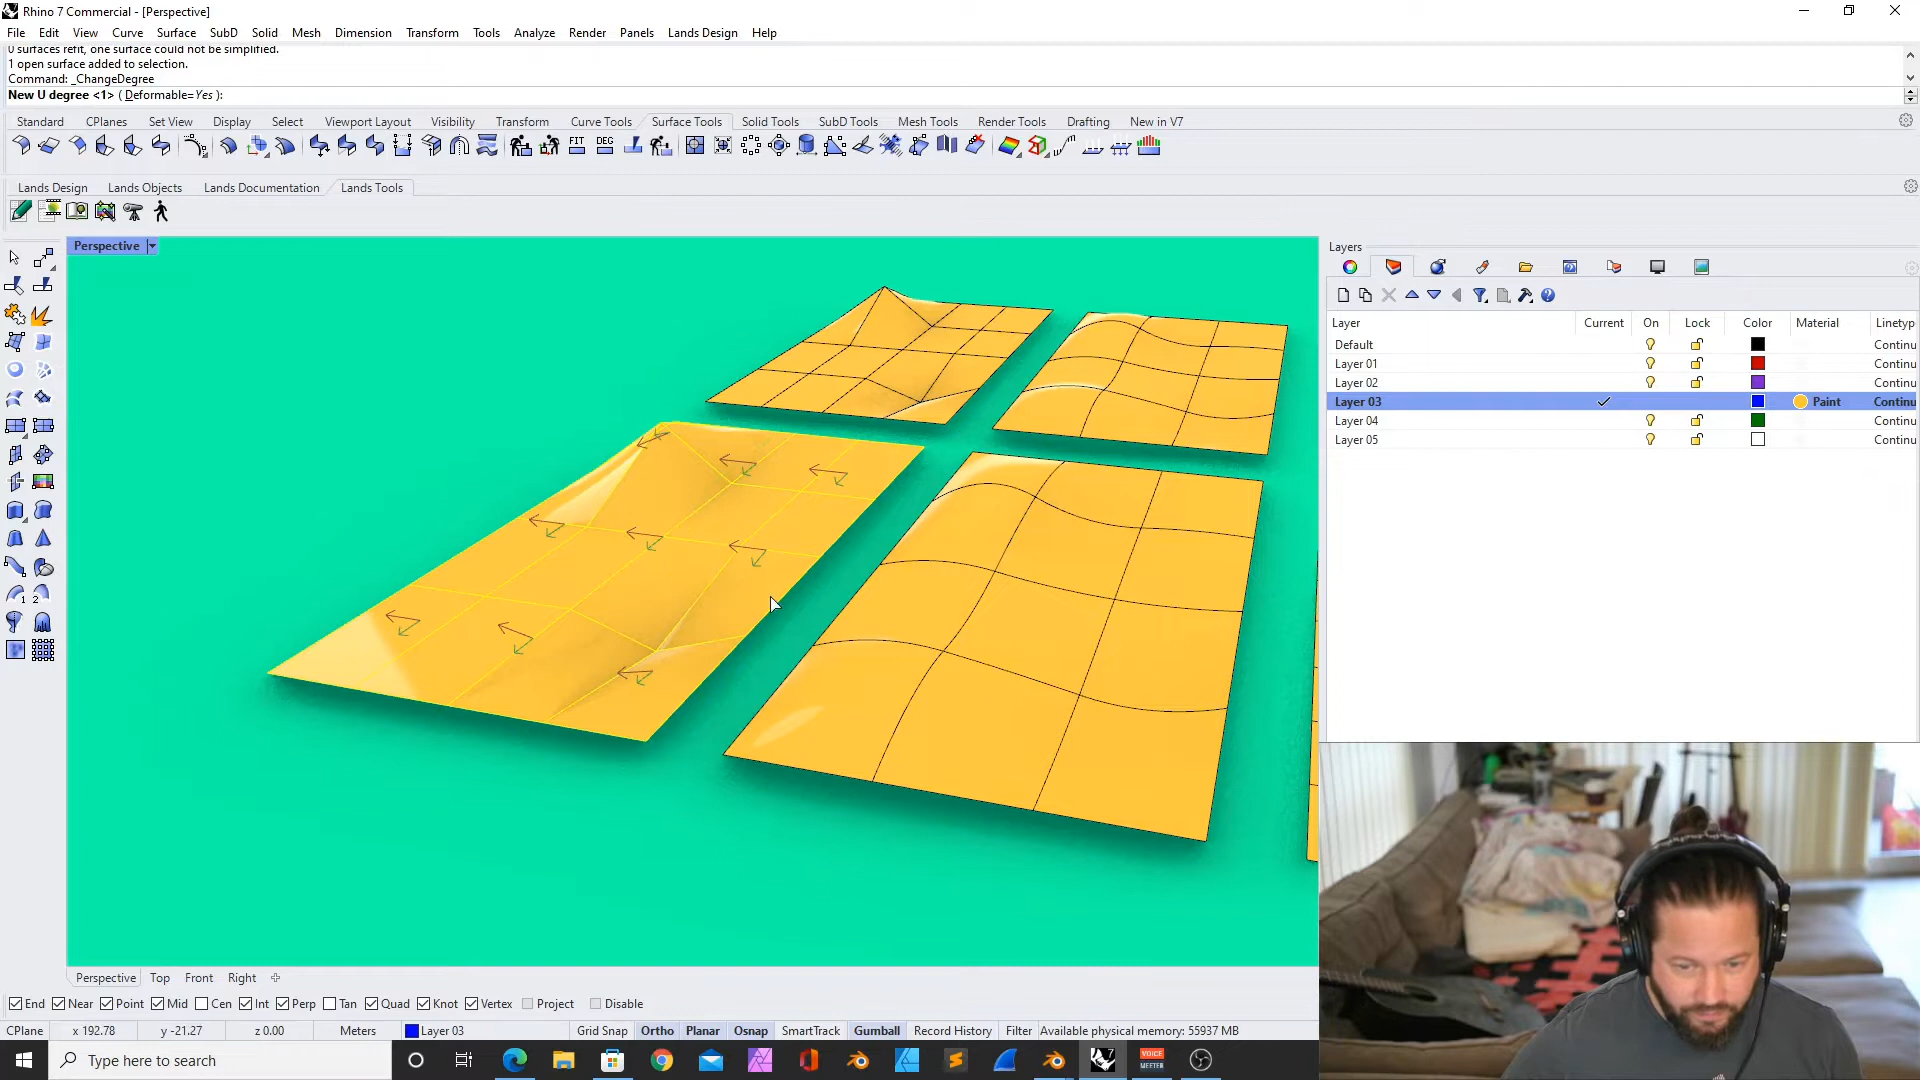 Rhino 7 Commercial - [Perspective]
File Edit View Curve Surface SubD Solid Mesh Dimension Transform Tools Analyze Render Panels Lands Design Help
0 surfaces refit, one surface could not be simplified.
1 open surface added to selection.
Command: _ChangeDegree
New U degree <1> ( Deformable=Yes ):
Standard CPlanes Set View Display Select Viewport Layout Visibility Transform Curve Tools Surface Tools Solid Tools SubD Tools Mesh Tools Render Tools Drafting New in V7
FIT DEG
Lands Design Lands Objects Lands Documentation Lands Tools
Perspective
Layers
Layer Current On Lock Color Material Linetyp
Default Continu
Layer 01 Continu
Layer 02 Continu
Layer 03 Paint Continu
Layer 04 Continu
Layer 05 Continu
Perspective Top Front Right
End Near Point Mid Cen Int Perp Tan Quad Knot Vertex Project Disable
CPlane x 192.78 y -21.27 z 0.00 Meters Layer 03 Grid Snap Ortho Planar Osnap SmartTrack Gumball Record History Filter Available physical memory: 55937 MB
Type here to search
VOICE
MEETER